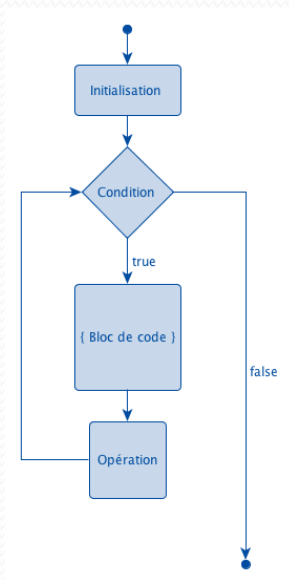 Initialisation
Condition
true
{ Bloc de code }
false
Opération